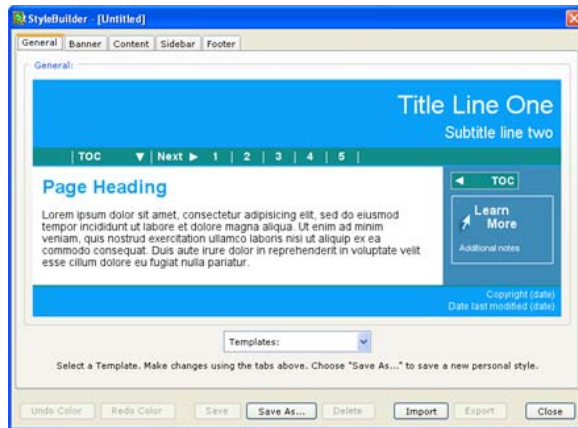 StyleBuilder - [Untitled]
General Banner Content Sidebar Footer
General:
Title Line One
Subtitle line two
| TOC ▼ | Next ▶ 1 | 2 | 3 | 4 | 5 |
Page Heading
Lorem ipsum dolor sit amet, consectetur adipisicing elit, sed do eiusmod
tempor incididunt ut labore et dolore magna aliqua. Ut enim ad minim
veniam, quis nostrud exercitation ullamco laboris nisi ut aliquip ex ea
commodo consequat. Duis aute irure dolor in reprehenderit in voluptate velit
esse cillum dolore eu fugiat nulla pariatur.
◀ TOC
Learn
More
Additional notes
Copyright (date)
Date last modified (date)
Templates:
Select a Template. Make changes using the tabs above. Choose "Save As..." to save a new personal style.
Undo Color Redo Color Save Save As... Delete Import Export Close